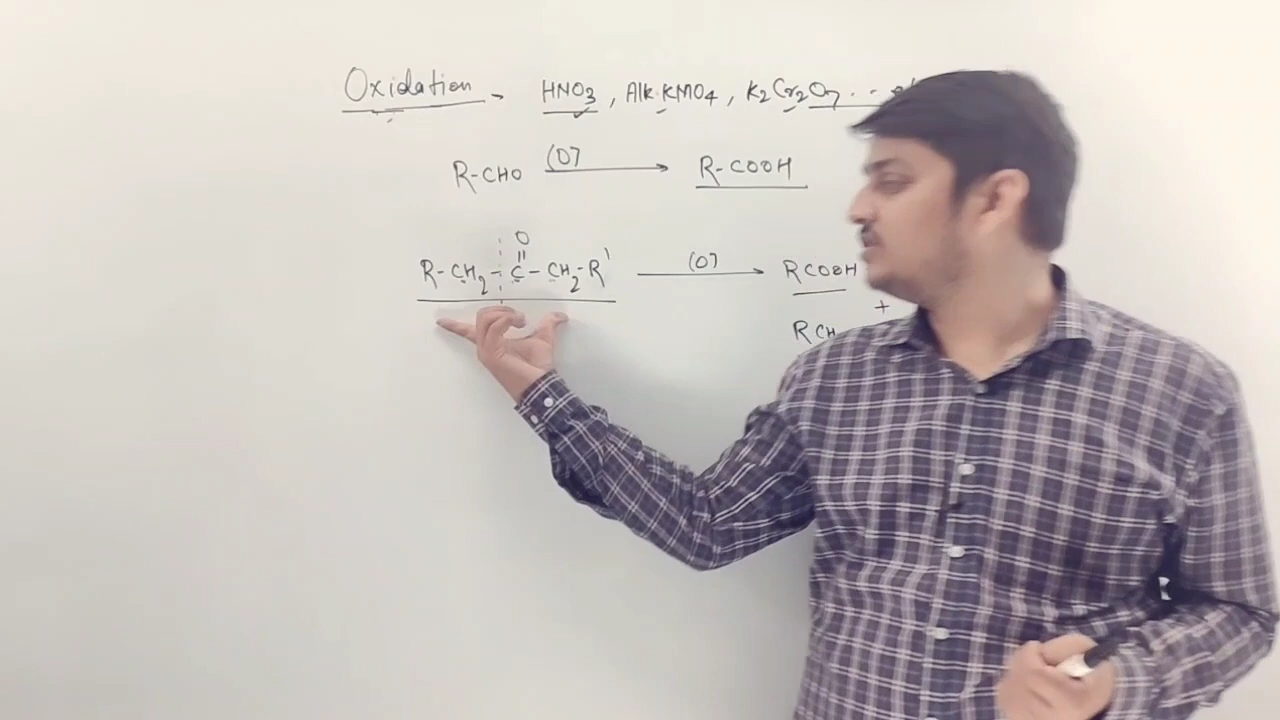 Oxidation - HNO3, Alk. KMO4, K2Cr2O7 ...
R-CHO (O) → R-COOH
O
R-CH2-C-CH2-R' (O) → RCOOH
+
RCH